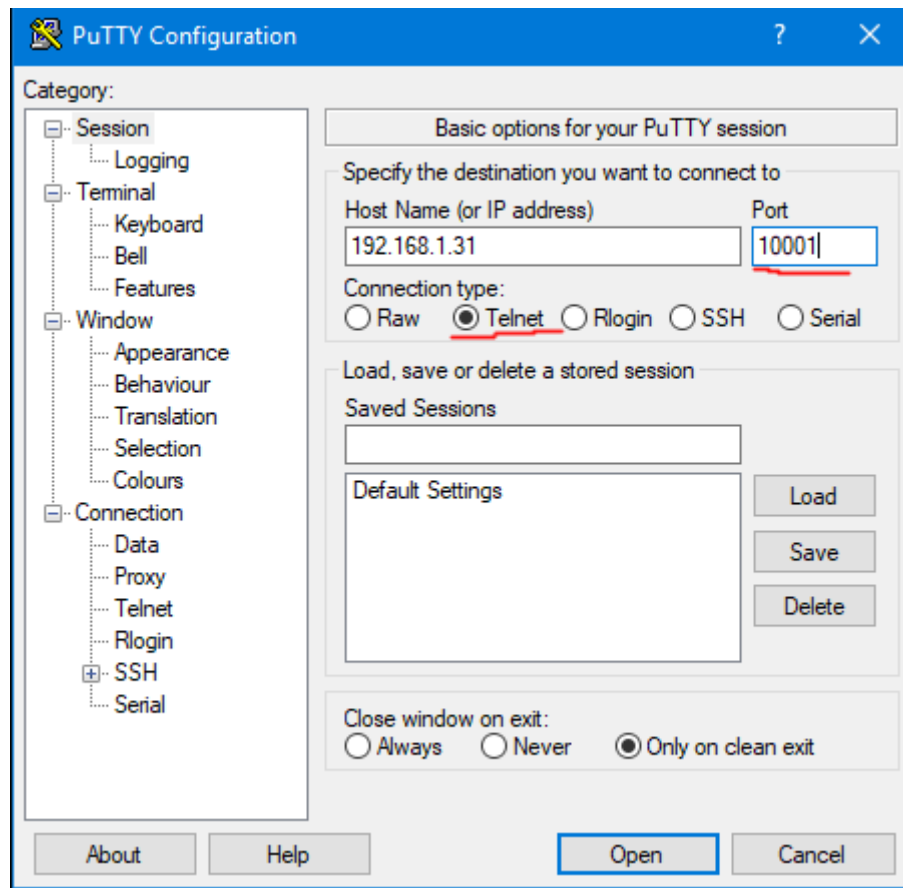 PuTTY Configuration
?
Category:
Session
Logging
Terminal
Keyboard
Bell
Features
Window
Appearance
Behaviour
Translation
Selection
Colours
Connection
Data
Proxy
Telnet
Rlogin
SSH
Serial
Basic options for your PuTTY session
Specify the destination you want to connect to
Host Name (or IP address) Port
192.168.1.31 10001
Connection type:
Raw Telnet Rlogin SSH Serial
Load, save or delete a stored session
Saved Sessions
Default Settings
Load
Save
Delete
Close window on exit:
Always Never Only on clean exit
About Help Open Cancel